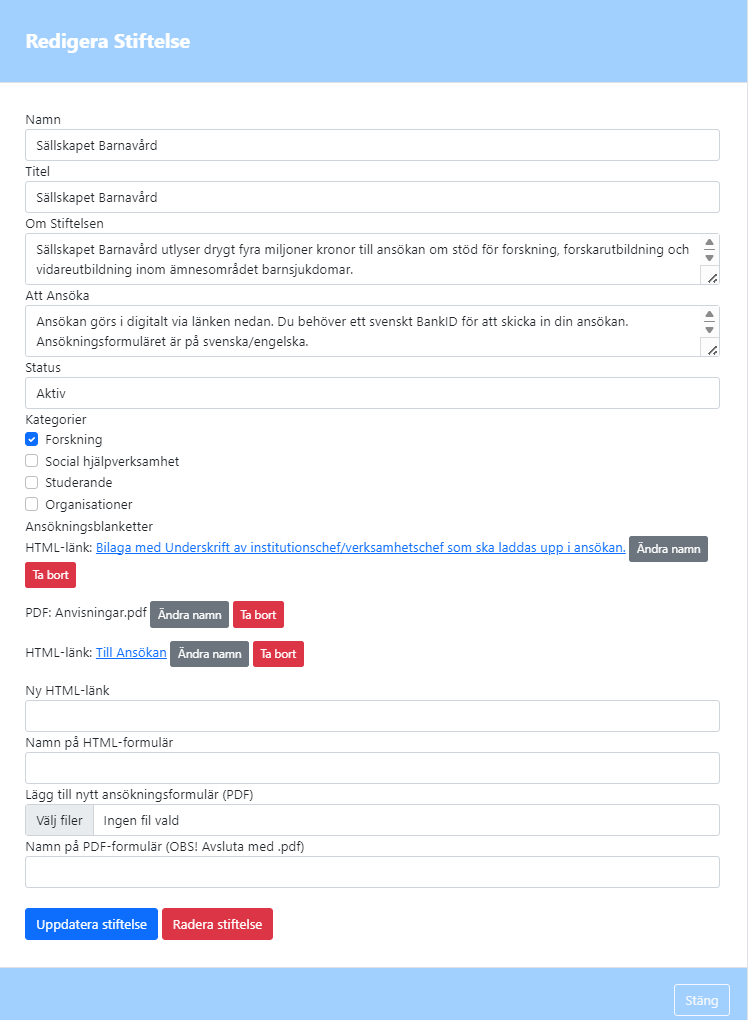 Redigera Stiftelse
Namn
Sällskapet Barnavård
Titel
Sällskapet Barnavård
Om Stiftelsen
Sällskapet Barnavård utlyser drygt fyra miljoner kronor till ansökan om stöd för forskning, forskarutbildning och
vidareutbildning inom ämnesområdet barnsjukdomar.
Att Ansöka
Ansökan görs i digitalt via länken nedan. Du behöver ett svenskt BankID för att skicka in din ansökan.
Ansökningsformuläret är på svenska/engelska.
Status
Aktiv
Kategorier
Forskning
Social hjälpverksamhet
Studerande
Organisationer
Ansökningsblanketter
HTML-länk: Bilaga med Underskrift av institutionschef/verksamhetschef som ska laddas upp i ansökan. Ändra namn
Ta bort
PDF: Anvisningar.pdf Ändra namn Ta bort
HTML-länk: Till Ansökan Ändra namn Ta bort
Ny HTML-länk
Namn på HTML-formulär
Lägg till nytt ansökningsformulär (PDF)
Välj filer Ingen fil vald
Namn på PDF-formulär (OBS! Avsluta med .pdf)
Uppdatera stiftelse Radera stiftelse
Stäng